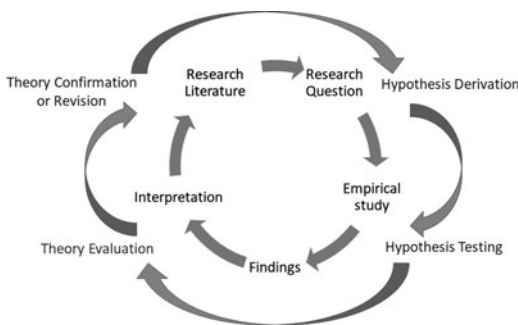 Research
Literature
Research
Question
Theory Confirmation
or Revision
Hypothesis Derivation
Interpretation
Empirical
study
Theory Evaluation
Hypothesis Testing
Findings